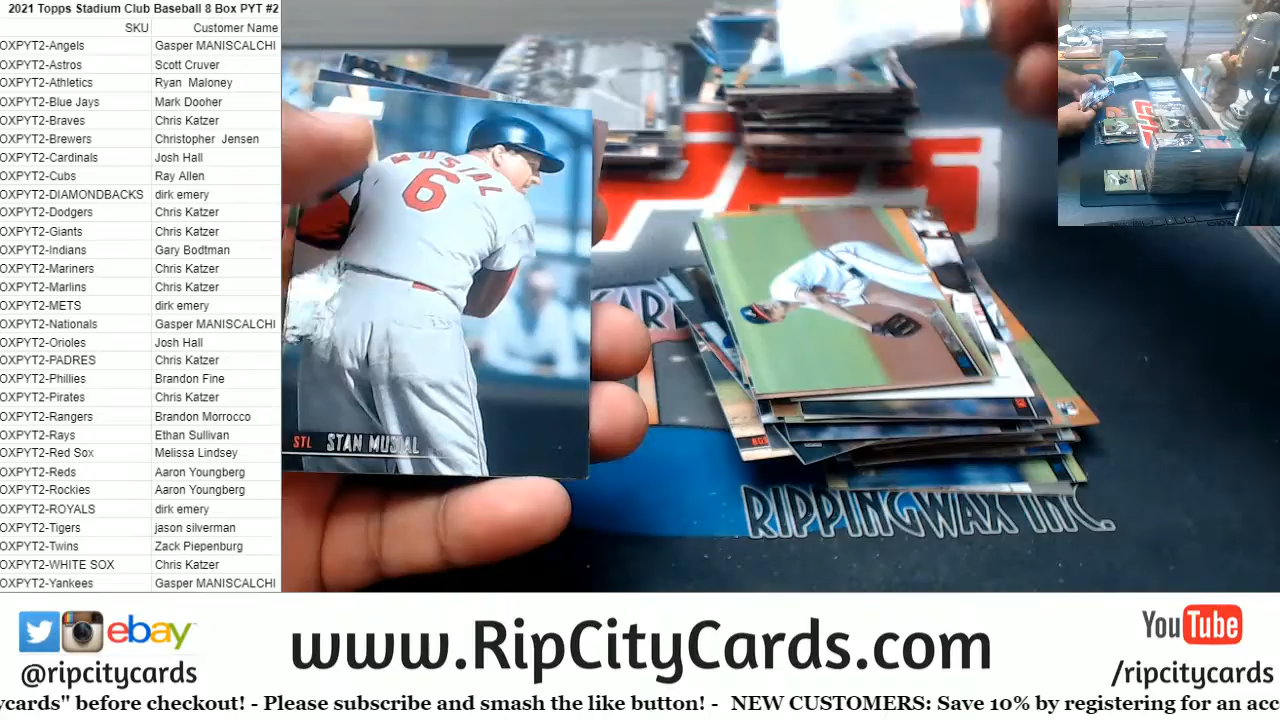 2021 Topps Stadium Club Baseball 8 Box PYT #2
SKU Customer Name
OXPYT2-Angels Gasper MANISCALCHI
OXPYT2-Astros Scott Cruver
OXPYT2-Athletics Ryan Maloney
OXPYT2-Blue Jays Mark Dooher
OXPYT2-Braves Chris Katzer
OXPYT2-Brewers Christopher Jensen
OXPYT2-Cardinals Josh Hall
OXPYT2-Cubs Ray Allen
OXPYT2-DIAMONDBACKS dirk emery
OXPYT2-Dodgers Chris Katzer
OXPYT2-Giants Chris Katzer
OXPYT2-Indians Gary Bodtman
OXPYT2-Mariners Chris Katzer
OXPYT2-Marlins Chris Katzer
OXPYT2-METS dirk emery
OXPYT2-Nationals Gasper MANISCALCHI
OXPYT2-Orioles Josh Hall
OXPYT2-PADRES Chris Katzer
OXPYT2-Phillies Brandon Fine
OXPYT2-Pirates Chris Katzer
OXPYT2-Rangers Brandon Morrocco
OXPYT2-Rays Ethan Sullivan
OXPYT2-Red Sox Melissa Lindsey
OXPYT2-Reds Aaron Youngberg
OXPYT2-Rockies Aaron Youngberg
OXPYT2-ROYALS dirk emery
OXPYT2-Tigers jason silverman
OXPYT2-Twins Zack Piepenburg
OXPYT2-WHITE SOX Chris Katzer
OXPYT2-Yankees Gasper MANISCALCHI
MUSIAL
6
STL STAN MUSIAL
RIPPINGWAX INC.
ebay
@ripcitycards
www.RipCityCards.com
YouTube
/ripcitycards
ycards" before checkout! - Please subscribe and smash the like button! - NEW CUSTOMERS: Save 10% by registering for an acc